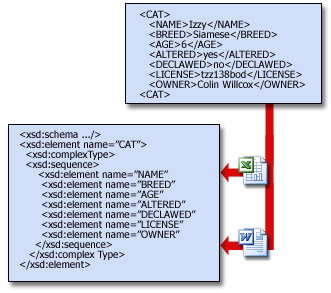 <CAT>
<NAME>Izzy</NAME>
<BREED>Siamese</BREED>
<AGE>6</AGE>
<ALTERED>yes</ALTERED>
<DECLAWED>no</DECLAWED>
<LICENSE>tzz138bod</LICENSE>
<OWNER>Colin Willcox</OWNER>
<CAT>
<xsd:schema .../>
<xsd:element name="CAT">
<xsd:complexType>
<xsd:sequence>
<xsd:element name="NAME"
<xsd:element name="BREED"
<xsd:element name="AGE"
<xsd:element name="ALTERED"
<xsd:element name="DECLAWED"
<xsd:element name="LICENSE"
<xsd:element name="OWNER"
</xsd:sequence>
</xsd:complex Type>
</xsd:element>